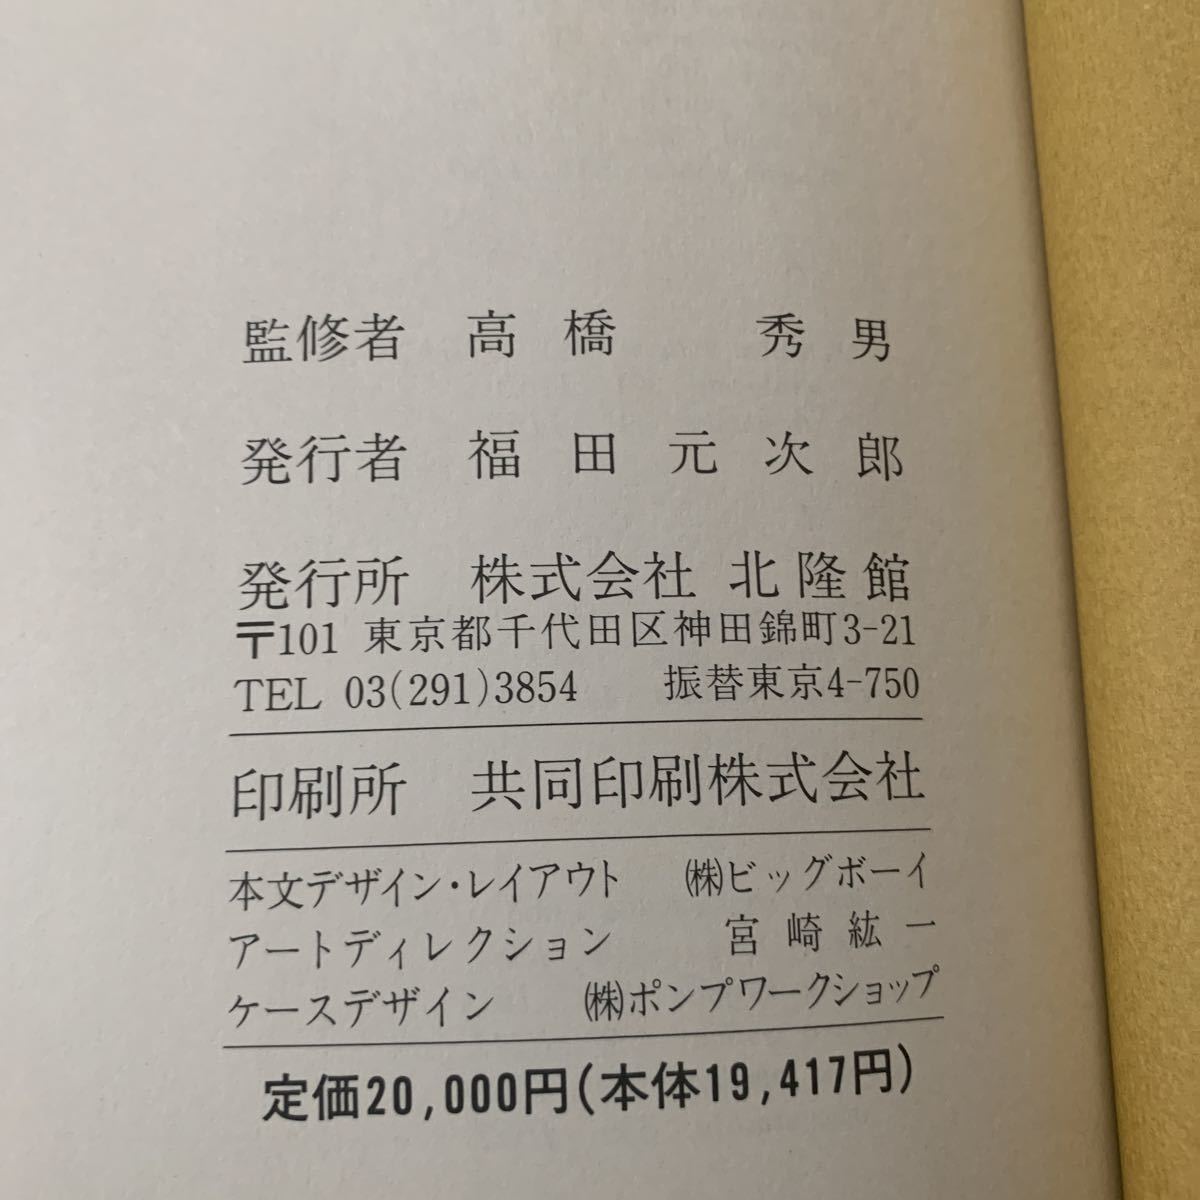 監修者 高橋 秀男
発行者 福田元次郎
発行所 株式会社 北隆館
〒101 東京都千代田区神田錦町3-21
TEL 03(291)3854 振替東京4-750
印刷所 共同印刷株式会社
本文デザイン・レイアウト ㈱ビッグボーイ
アートディレクション 宮崎紘一
ケースデザイン ㈱ポンプワークショップ
定価20,000円(本体19,417円)